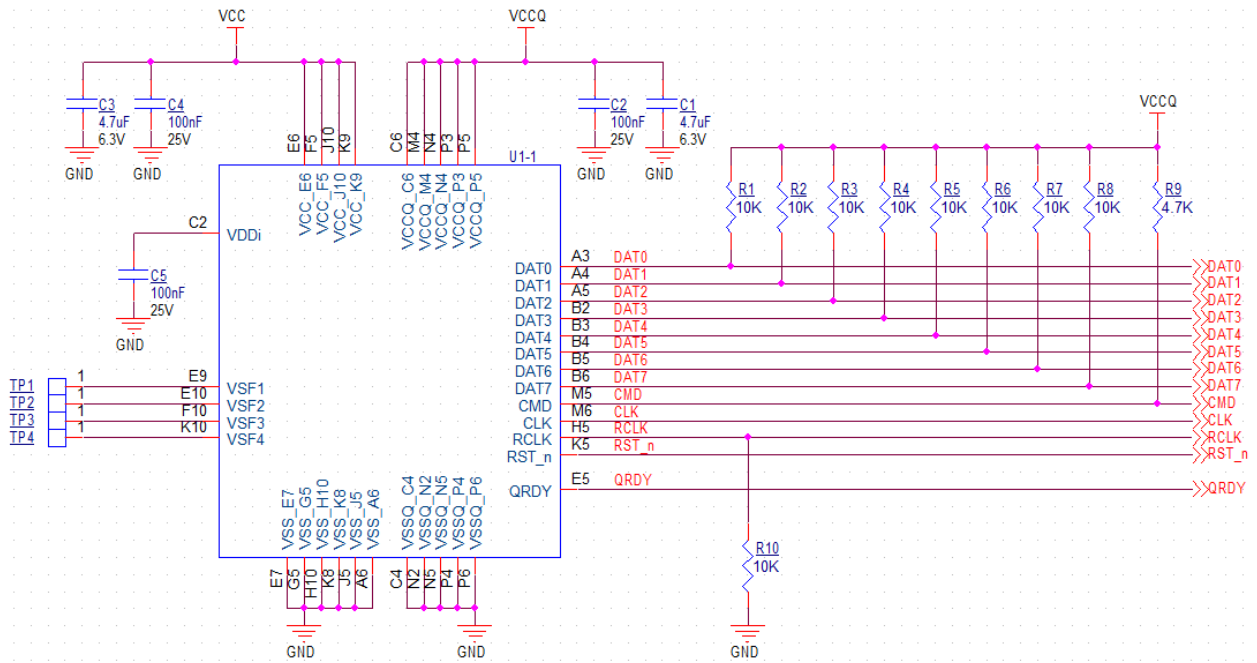 VCC
VCCQ
C3
4.7uF
6.3V
GND
C4
100nF
25V
GND
E6
F5
J10
K9
C6
M4
N4
P3
P5
C2
100nF
25V
GND
C1
4.7uF
6.3V
GND
VCCQ
U1-1
VCC_E6
VCC_F5
VCC_J10
VCC_K9
VCCQ_C6
VCCQ_M4
VCCQ_N4
VCCQ_P3
VCCQ_P5
R1
10K
R2
10K
R3
10K
R4
10K
R5
10K
R6
10K
R7
10K
R8
10K
R9
4.7K
C2
VDDi
C5
100nF
25V
GND
DAT0 A3 DAT0 DAT0
DAT1 A4 DAT1 DAT1
DAT2 A5 DAT2 DAT2
DAT3 B2 DAT3 DAT3
DAT4 B3 DAT4 DAT4
DAT5 B4 DAT5 DAT5
DAT6 B5 DAT6 DAT6
DAT7 B6 DAT7 DAT7
CMD M5 CMD CMD
CLK M6 CLK CLK
RCLK H5 RCLK RCLK
RST_n K5 RST_n RST_n
QRDY E5 QRDY QRDY
TP1 1 E9 VSF1
TP2 1 E10 VSF2
TP3 1 F10 VSF3
TP4 1 K10 VSF4
VSS_E7
VSS_G5
VSS_H10
VSS_K8
VSS_J5
VSS_A6
VSSQ_C4
VSSQ_N2
VSSQ_N5
VSSQ_P4
VSSQ_P6
E7
G5
H10
K8
J5
A6
C4
N2
N5
P4
P6
GND
GND
R10
10K
GND